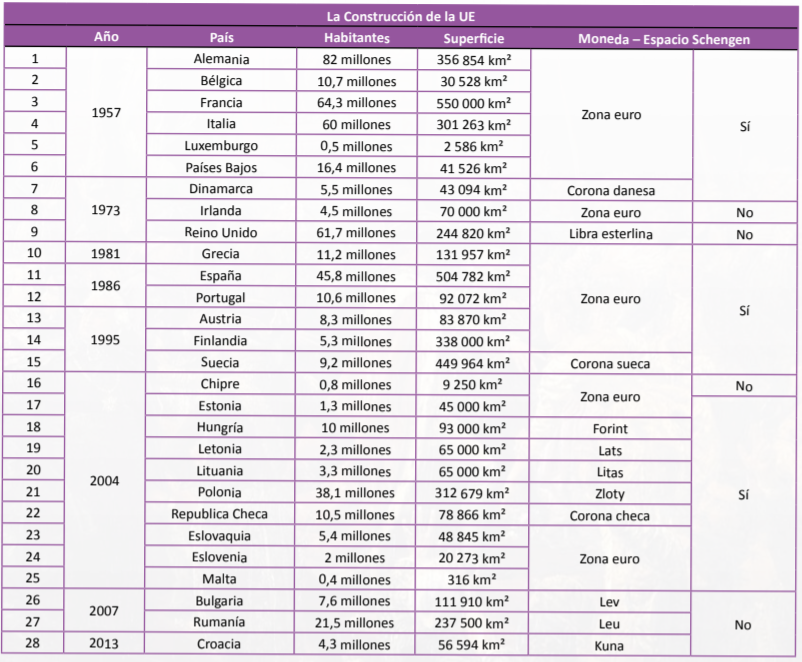 La Construcción de la UE
Año País Habitantes Superficie Moneda – Espacio Schengen
1 1957 Alemania 82 millones 356 854 km² Zona euro Sí
2 Bélgica 10,7 millones 30 528 km²
3 Francia 64,3 millones 550 000 km²
4 Italia 60 millones 301 263 km²
5 Luxemburgo 0,5 millones 2 586 km²
6 Países Bajos 16,4 millones 41 526 km²
7 1973 Dinamarca 5,5 millones 43 094 km² Corona danesa
8 Irlanda 4,5 millones 70 000 km² Zona euro No
9 Reino Unido 61,7 millones 244 820 km² Libra esterlina No
10 1981 Grecia 11,2 millones 131 957 km² Zona euro Sí
11 1986 España 45,8 millones 504 782 km²
12 Portugal 10,6 millones 92 072 km²
13 1995 Austria 8,3 millones 83 870 km²
14 Finlandia 5,3 millones 338 000 km²
15 Suecia 9,2 millones 449 964 km² Corona sueca
16 2004 Chipre 0,8 millones 9 250 km² Zona euro No
17 Estonia 1,3 millones 45 000 km² Sí
18 Hungría 10 millones 93 000 km² Forint
19 Letonia 2,3 millones 65 000 km² Lats
20 Lituania 3,3 millones 65 000 km² Litas
21 Polonia 38,1 millones 312 679 km² Zloty
22 Republica Checa 10,5 millones 78 866 km² Corona checa
23 Eslovaquia 5,4 millones 48 845 km² Zona euro
24 Eslovenia 2 millones 20 273 km²
25 Malta 0,4 millones 316 km²
26 2007 Bulgaria 7,6 millones 111 910 km² Lev No
27 Rumanía 21,5 millones 237 500 km² Leu
28 2013 Croacia 4,3 millones 56 594 km² Kuna